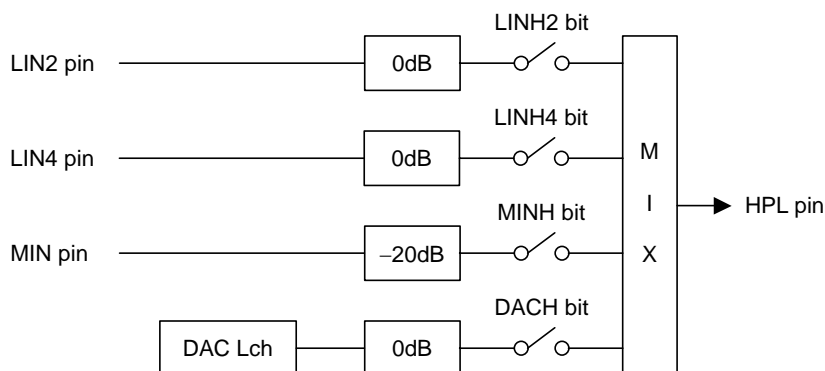 LINH2 bit
LIN2 pin
0dB
LINH4 bit
LIN4 pin
0dB
M
I
X
HPL pin
MINH bit
MIN pin
−20dB
DACH bit
DAC Lch
0dB